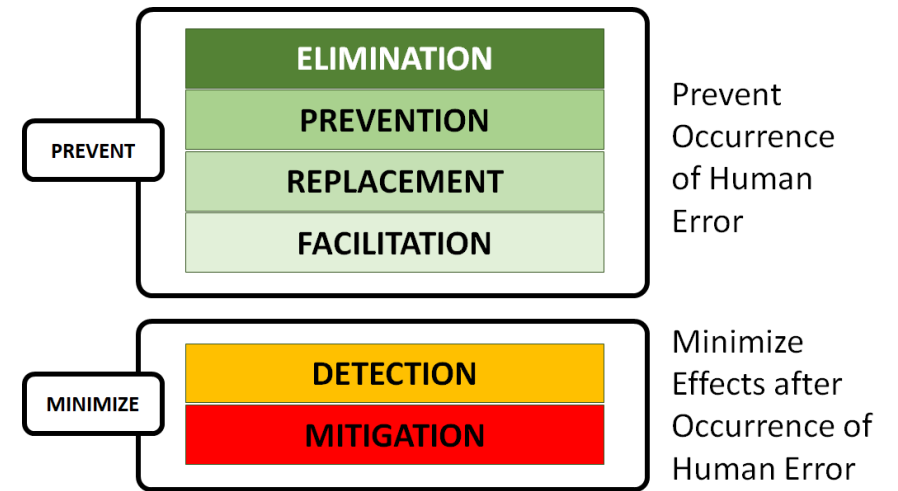 ELIMINATION
PREVENTION
REPLACEMENT
FACILITATION
PREVENT
Prevent
Occurrence
of Human
Error
DETECTION
MITIGATION
MINIMIZE
Minimize
Effects after
Occurrence of
Human Error